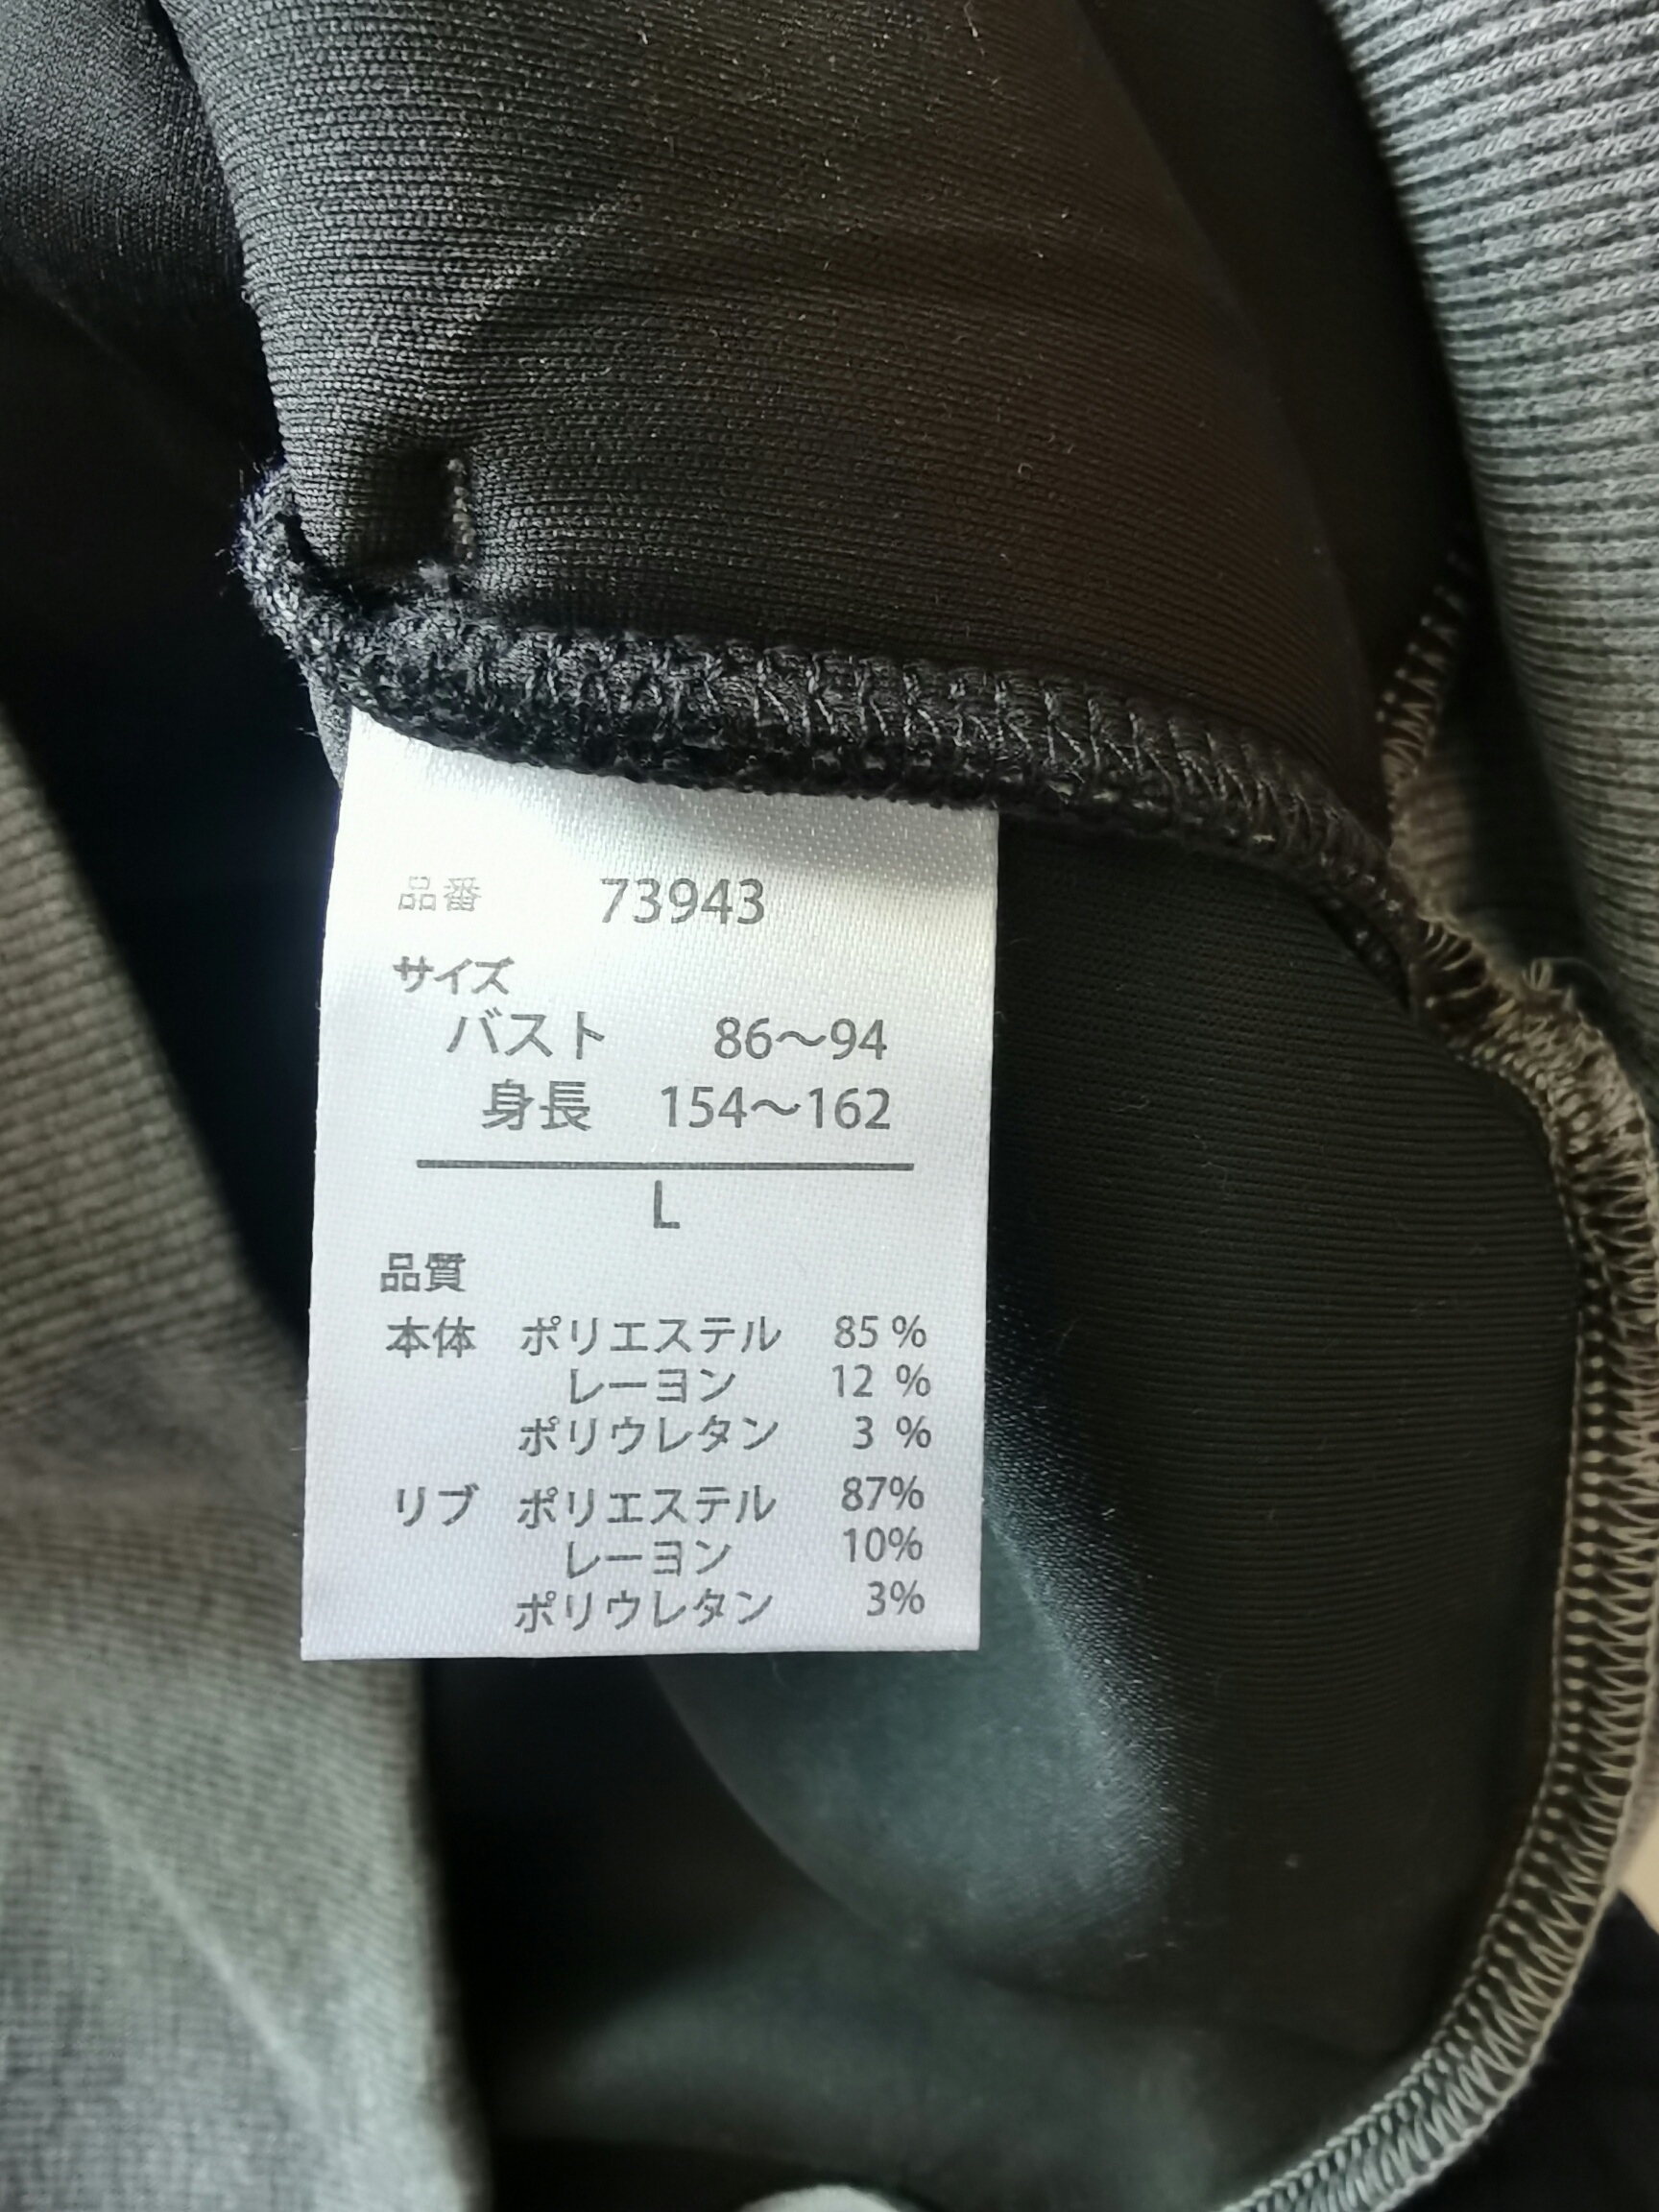 品番 73943
サイズ
バスト 86～94
身長 154～162
L
品質
本体 ポリエステル 85 %
レーヨン 12 %
ポリウレタン 3 %
リブ ポリエステル 87%
レーヨン 10%
ポリウレタン 3%